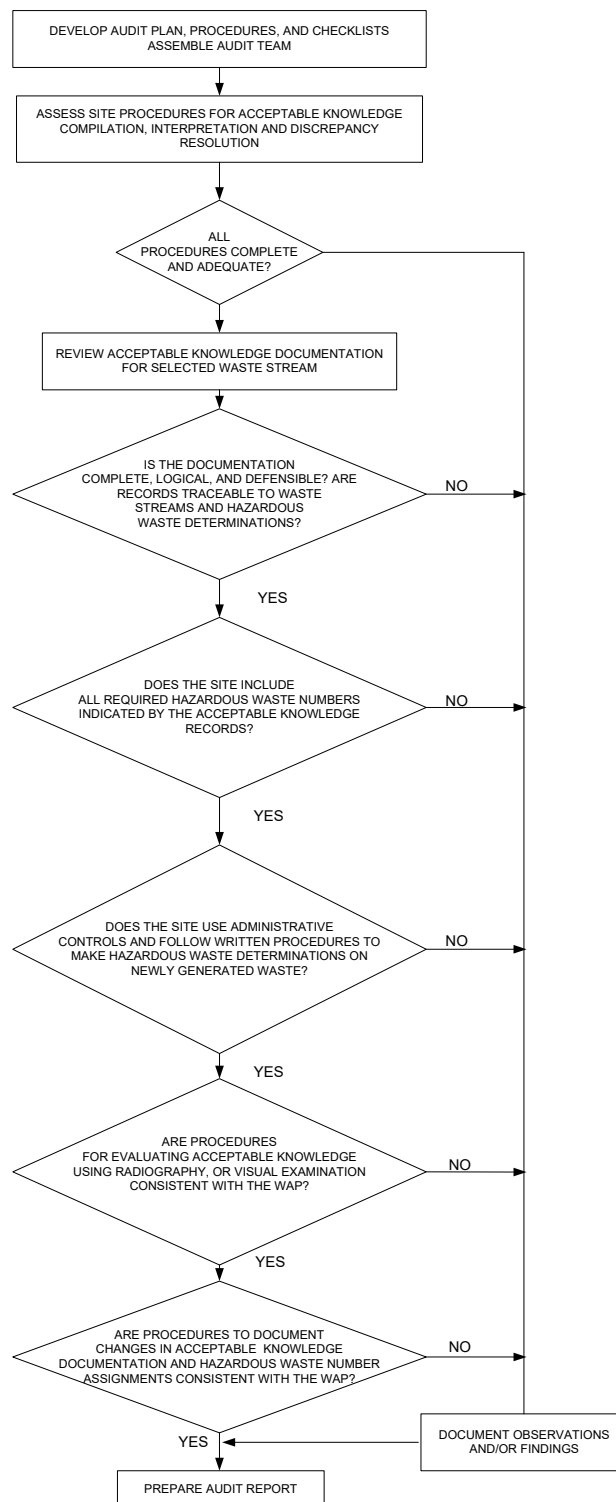 DEVELOP AUDIT PLAN, PROCEDURES, AND CHECKLISTS
ASSEMBLE AUDIT TEAM
ASSESS SITE PROCEDURES FOR ACCEPTABLE KNOWLEDGE
COMPILATION, INTERPRETATION AND DISCREPANCY
RESOLUTION
ALL
PROCEDURES COMPLETE
AND ADEQUATE?
REVIEW ACCEPTABLE KNOWLEDGE DOCUMENTATION
FOR SELECTED WASTE STREAM
IS THE DOCUMENTATION
COMPLETE, LOGICAL, AND DEFENSIBLE? ARE
RECORDS TRACEABLE TO WASTE
STREAMS AND HAZARDOUS
WASTE DETERMINATIONS?
NO
YES
DOES THE SITE INCLUDE
ALL REQUIRED HAZARDOUS WASTE NUMBERS
INDICATED BY THE ACCEPTABLE KNOWLEDGE
RECORDS?
NO
YES
DOES THE SITE USE ADMINISTRATIVE
CONTROLS AND FOLLOW WRITTEN PROCEDURES TO
MAKE HAZARDOUS WASTE DETERMINATIONS ON
NEWLY GENERATED WASTE?
NO
YES
ARE PROCEDURES
FOR EVALUATING ACCEPTABLE KNOWLEDGE
USING RADIOGRAPHY, OR VISUAL EXAMINATION
CONSISTENT WITH THE WAP?
NO
YES
ARE PROCEDURES TO DOCUMENT
CHANGES IN ACCEPTABLE KNOWLEDGE
DOCUMENTATION AND HAZARDOUS WASTE NUMBER
ASSIGNMENTS CONSISTENT WITH THE WAP?
NO
YES
DOCUMENT OBSERVATIONS
AND/OR FINDINGS
PREPARE AUDIT REPORT